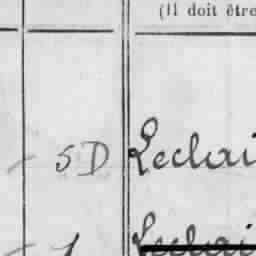 (Il doit être
5D Leclai
1 Leclai